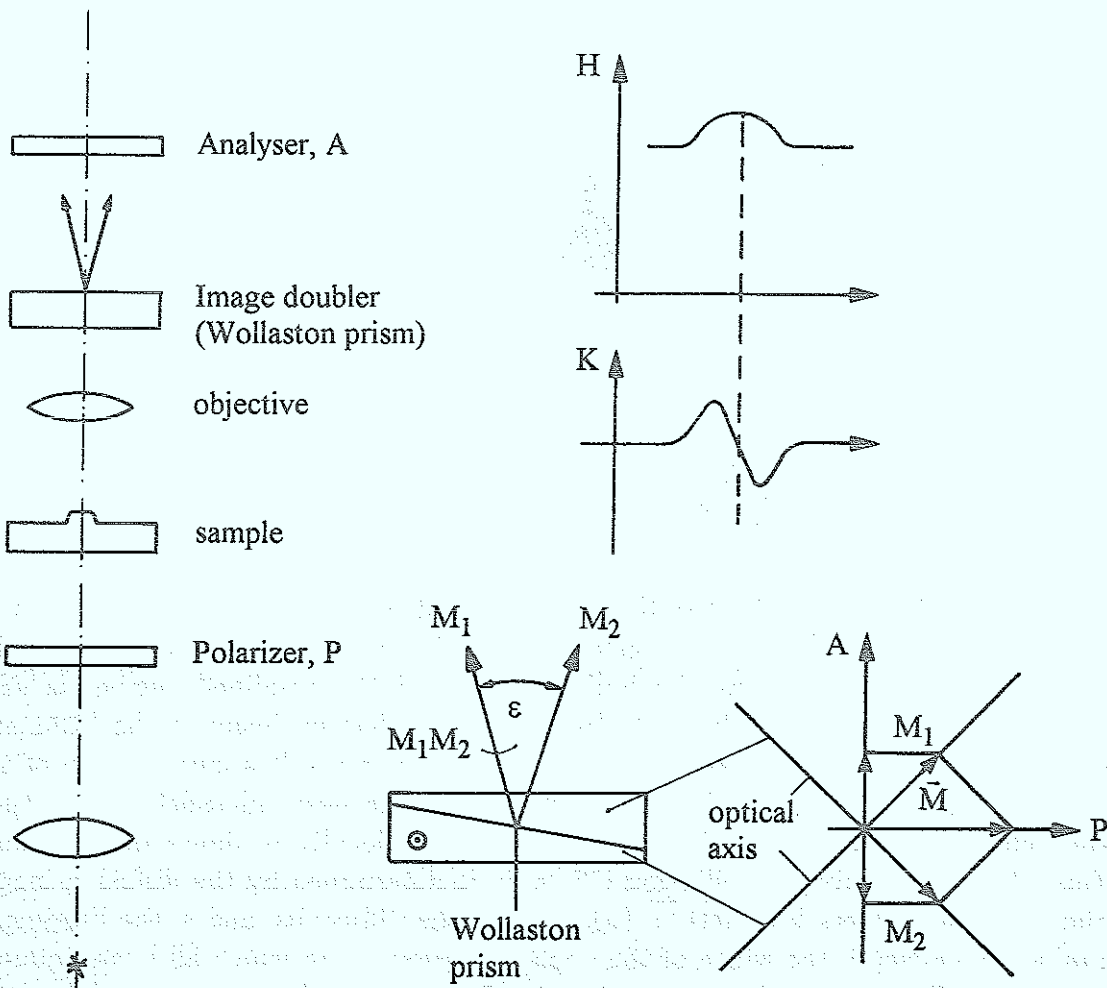 Analyser, A
Image doubler
(Wollaston prism)
objective
sample
Polarizer, P
H
K
M₁
M₂
ε
M₁M₂
Wollaston
prism
A
M₁
M⃗
P
optical
axis
M₂